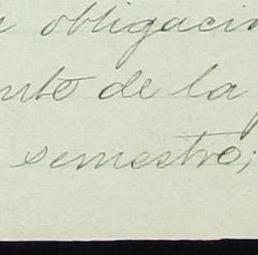 obligacio
nto de la
semestre;